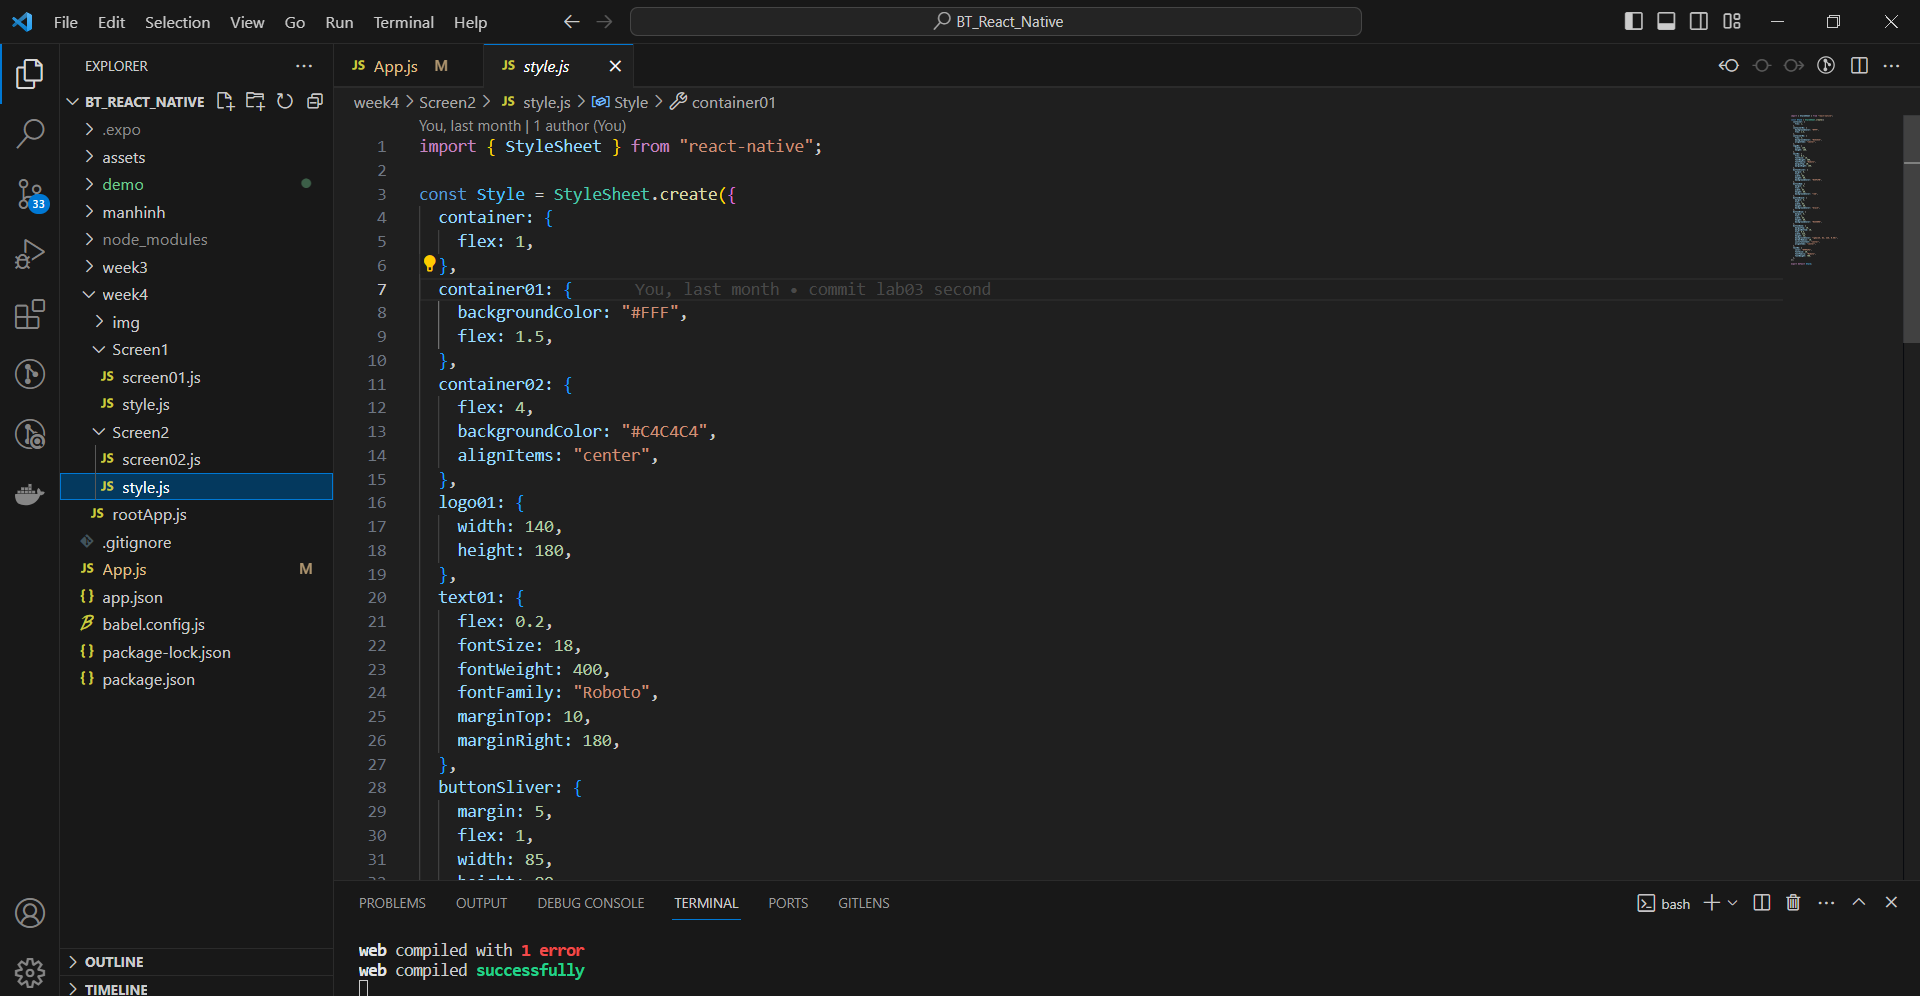 File Edit Selection View Go Run Terminal Help
BT_React_Native
EXPLORER
BT_REACT_NATIVE
.expo
assets
demo
manhinh
node_modules
week3
week4
img
Screen1
JS screen01.js
JS style.js
Screen2
JS screen02.js
JS style.js
JS rootApp.js
.gitignore
JS App.js M
{} app.json
babel.config.js
{} package-lock.json
{} package.json
OUTLINE
TIMELINE
33
JS App.js M
JS style.js
week4 > Screen2 > JS style.js > Style > container01
You, last month | 1 author (You)
1 import { StyleSheet } from "react-native";
2
3 const Style = StyleSheet.create({
4 container: {
5 flex: 1,
6 },
7 container01: { You, last month • commit lab03 second
8 backgroundColor: "#FFF",
9 flex: 1.5,
10 },
11 container02: {
12 flex: 4,
13 backgroundColor: "#C4C4C4",
14 alignItems: "center",
15 },
16 logo01: {
17 width: 140,
18 height: 180,
19 },
20 text01: {
21 flex: 0.2,
22 fontSize: 18,
23 fontWeight: 400,
24 fontFamily: "Roboto",
25 marginTop: 10,
26 marginRight: 180,
27 },
28 buttonSliver: {
29 margin: 5,
30 flex: 1,
31 width: 85,
PROBLEMS OUTPUT DEBUG CONSOLE TERMINAL PORTS GITLENS
bash
web compiled with 1 error
web compiled successfully